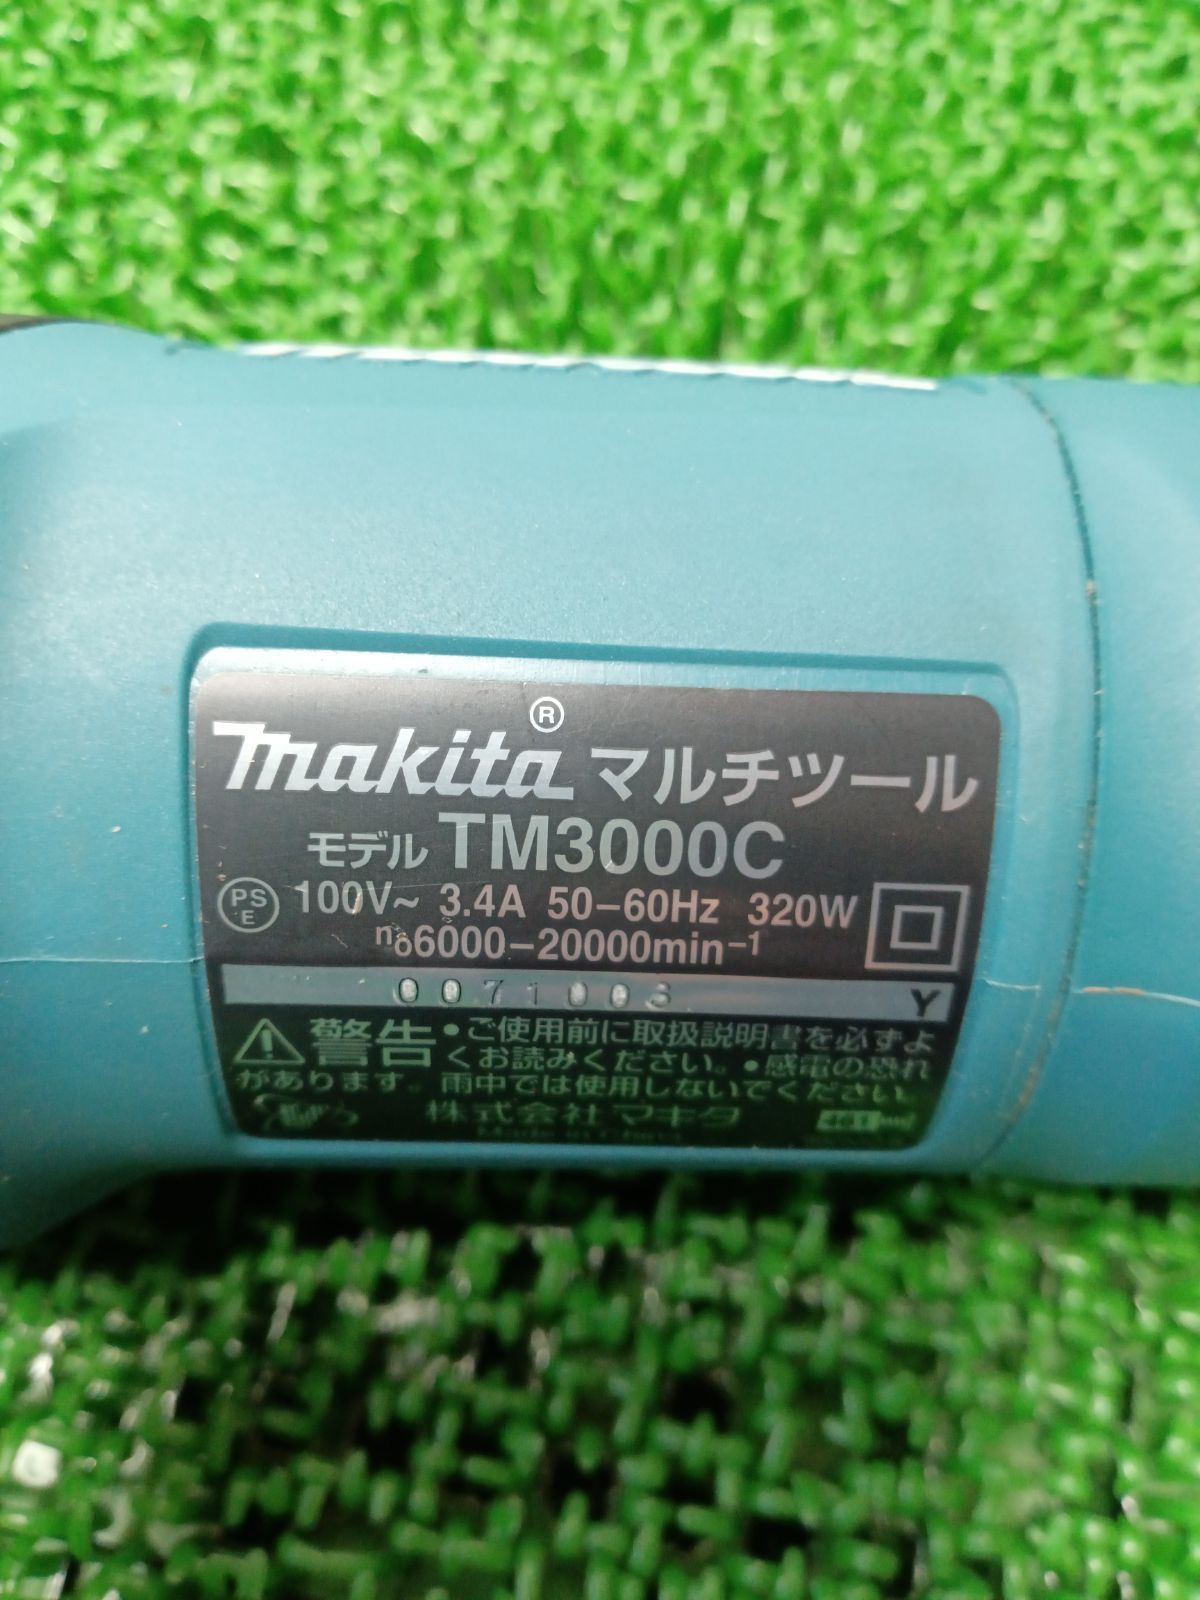 makita® マルチツール
モデル TM3000C
PS E 100V~ 3.4A 50-60Hz 320W
n₀6000-20000min⁻¹
0071003 Y
警告 •ご使用前に取扱説明書を必ずよ
くお読みください。•感電の恐れ
があります。雨中では使用しないでください。
株式会社 マキタ